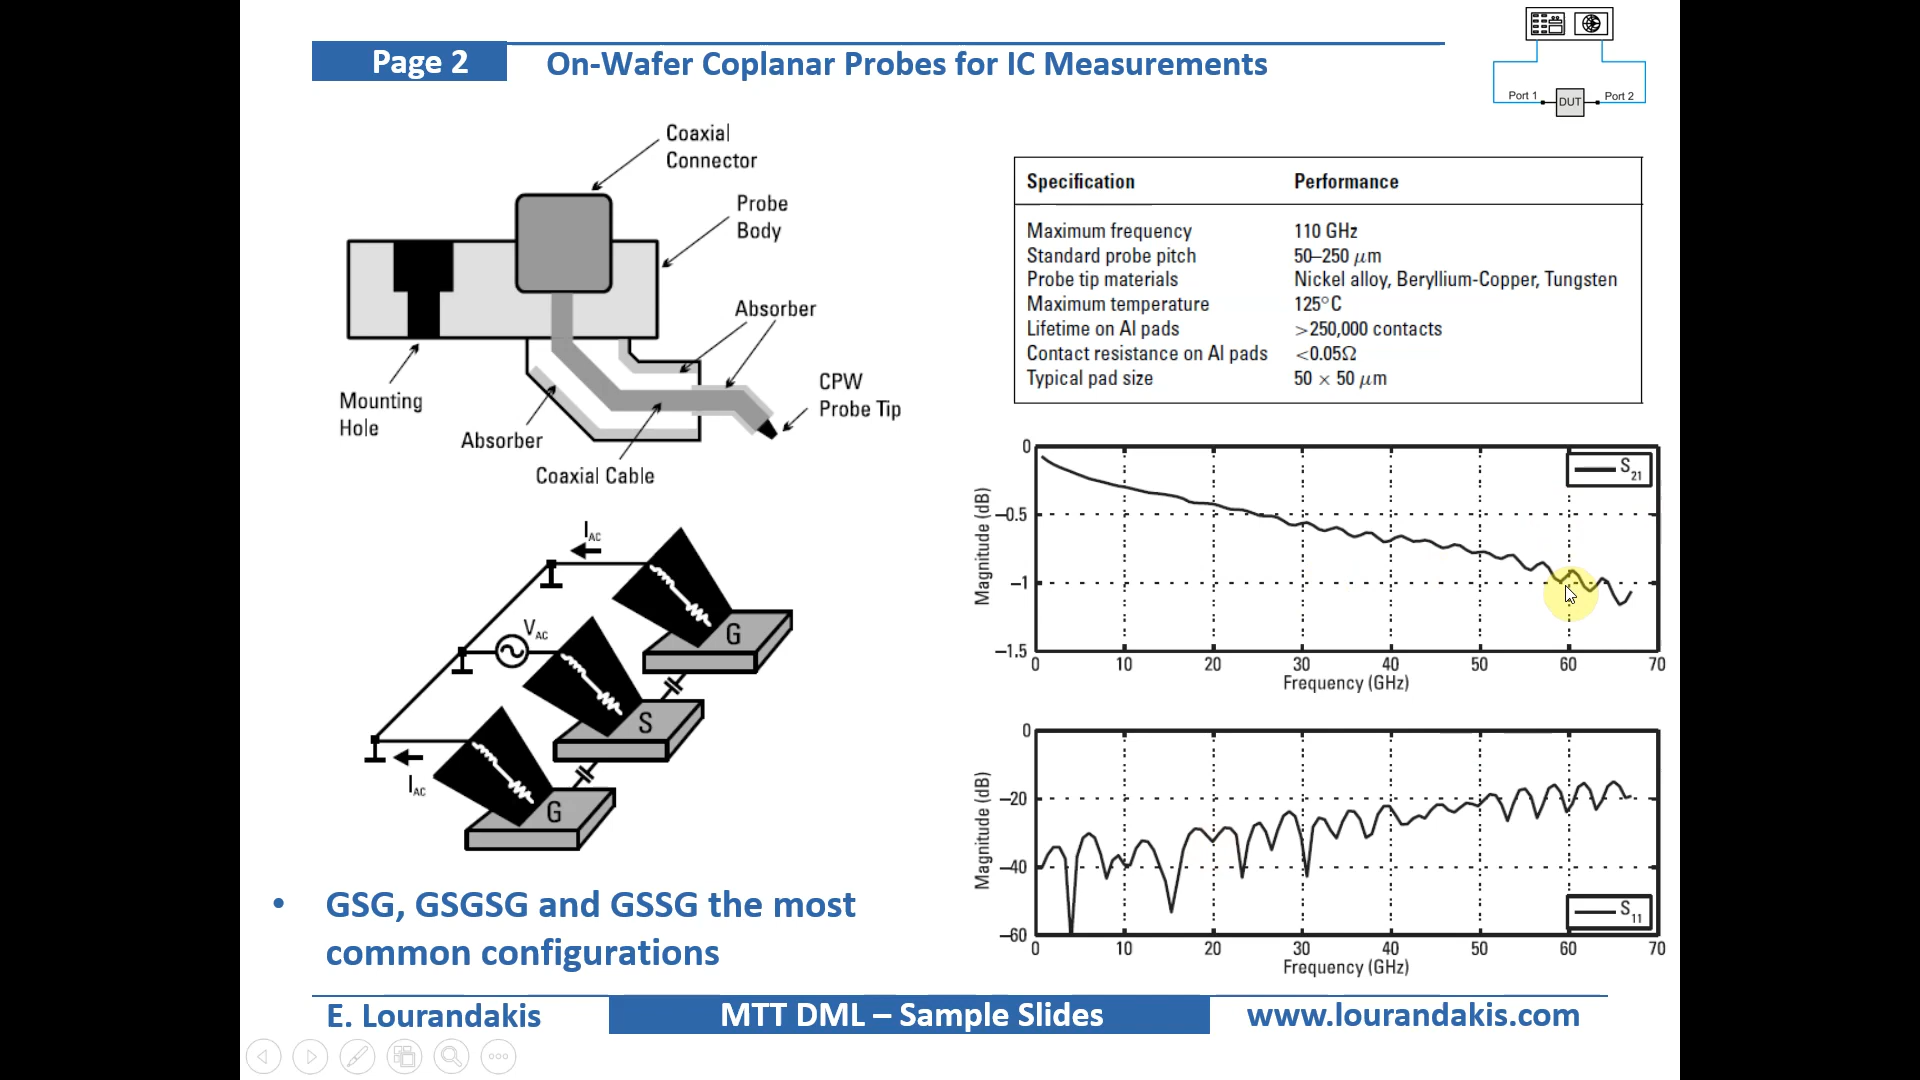 Page 2
On-Wafer Coplanar Probes for IC Measurements
Port 1
DUT
Port 2
Coaxial
Connector
Probe
Body
Absorber
CPW
Probe Tip
Mounting
Hole
Absorber
Coaxial Cable
Specification Performance
Maximum frequency 110 GHz
Standard probe pitch 50–250 μm
Probe tip materials Nickel alloy, Beryllium-Copper, Tungsten
Maximum temperature 125°C
Lifetime on Al pads >250,000 contacts
Contact resistance on Al pads <0.05Ω
Typical pad size 50 × 50 μm
I_AC
V_AC
I_AC
G
S
G
0
–0.5
–1
–1.5
Magnitude (dB)
S_21
0 10 20 30 40 50 60 70
Frequency (GHz)
0
–20
–40
–60
Magnitude (dB)
S_11
0 10 20 30 40 50 60 70
Frequency (GHz)
• GSG, GSGSG and GSSG the most
common configurations
E. Lourandakis
MTT DML – Sample Slides
www.lourandakis.com